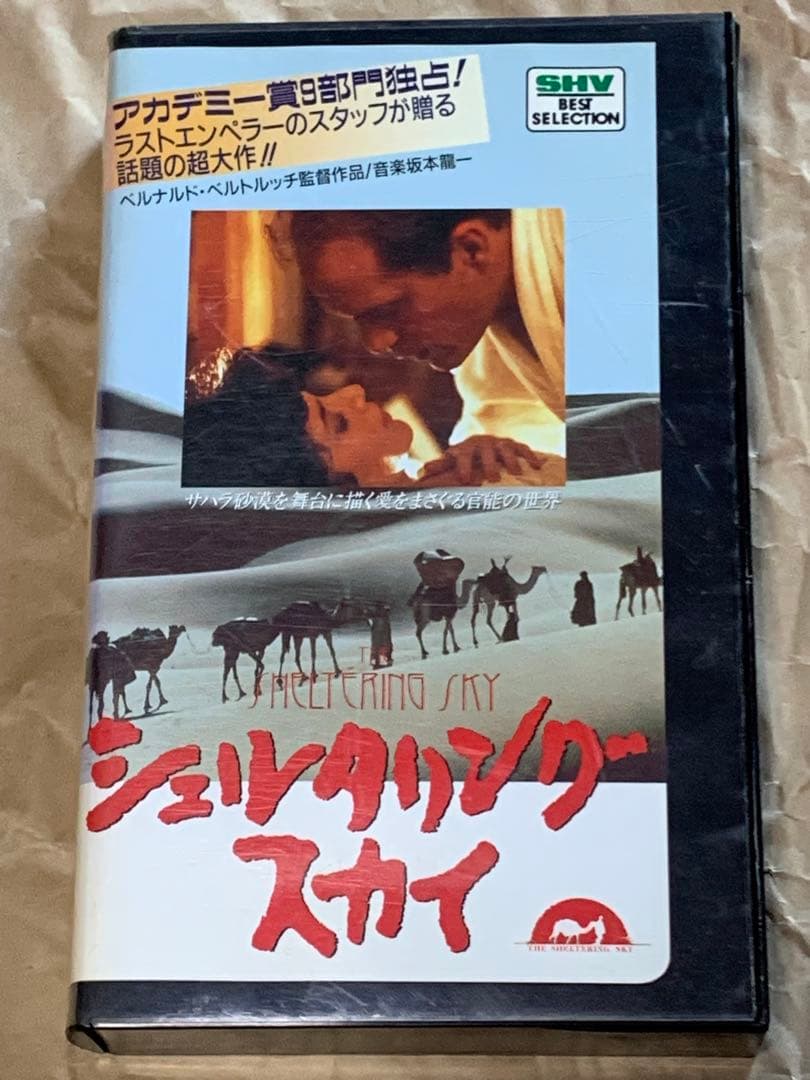 アカデミー賞9部門独占!
ラストエンペラーのスタッフが贈る
話題の超大作!!
ベルナルド・ベルトルッチ監督作品/音楽坂本龍一
SHV
BEST
SELECTION
サハラ砂漠を舞台に描く愛をまさぐる官能の世界
THE
SHELTERING SKY
シェルタリング
スカイ
THE SHELTERING SKY